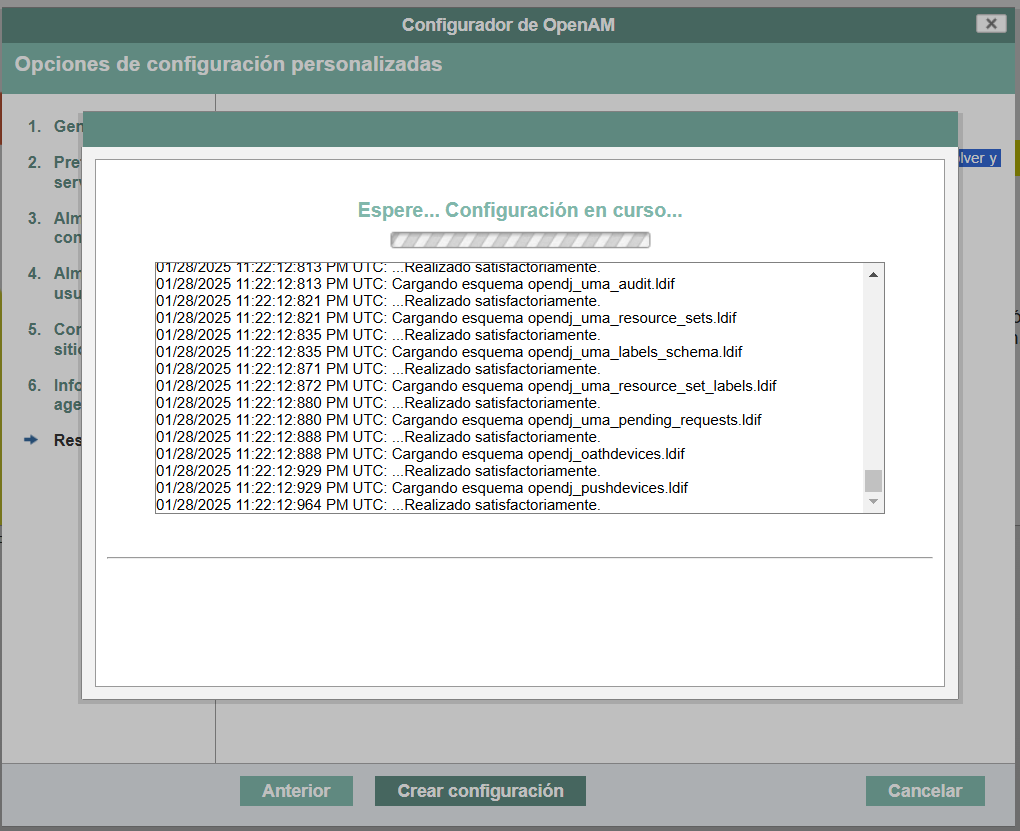 Configurador de OpenAM
Opciones de configuración personalizadas
1. Gen
2. Pre
ser
3. Alm
con
4. Alm
usu
5. Con
sitio
6. Info
age
Res
lver y
Espere... Configuración en curso...
01/28/2025 11:22:12:813 PM UTC: ...Realizado satisfactoriamente.
01/28/2025 11:22:12:813 PM UTC: Cargando esquema opendj_uma_audit.ldif
01/28/2025 11:22:12:821 PM UTC: ...Realizado satisfactoriamente.
01/28/2025 11:22:12:821 PM UTC: Cargando esquema opendj_uma_resource_sets.ldif
01/28/2025 11:22:12:835 PM UTC: ...Realizado satisfactoriamente.
01/28/2025 11:22:12:835 PM UTC: Cargando esquema opendj_uma_labels_schema.ldif
01/28/2025 11:22:12:871 PM UTC: ...Realizado satisfactoriamente.
01/28/2025 11:22:12:872 PM UTC: Cargando esquema opendj_uma_resource_set_labels.ldif
01/28/2025 11:22:12:880 PM UTC: ...Realizado satisfactoriamente.
01/28/2025 11:22:12:880 PM UTC: Cargando esquema opendj_uma_pending_requests.ldif
01/28/2025 11:22:12:888 PM UTC: ...Realizado satisfactoriamente.
01/28/2025 11:22:12:888 PM UTC: Cargando esquema opendj_oathdevices.ldif
01/28/2025 11:22:12:929 PM UTC: ...Realizado satisfactoriamente.
01/28/2025 11:22:12:929 PM UTC: Cargando esquema opendj_pushdevices.ldif
01/28/2025 11:22:12:964 PM UTC: ...Realizado satisfactoriamente.
Anterior
Crear configuración
Cancelar